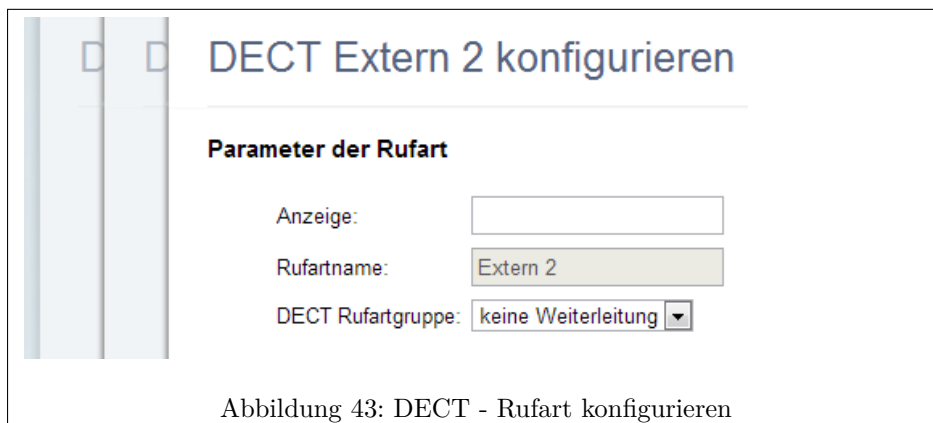 D D DECT Extern 2 konfigurieren
Parameter der Rufart
Anzeige:
Rufartname: Extern 2
DECT Rufartgruppe: keine Weiterleitung
Abbildung 43: DECT - Rufart konfigurieren